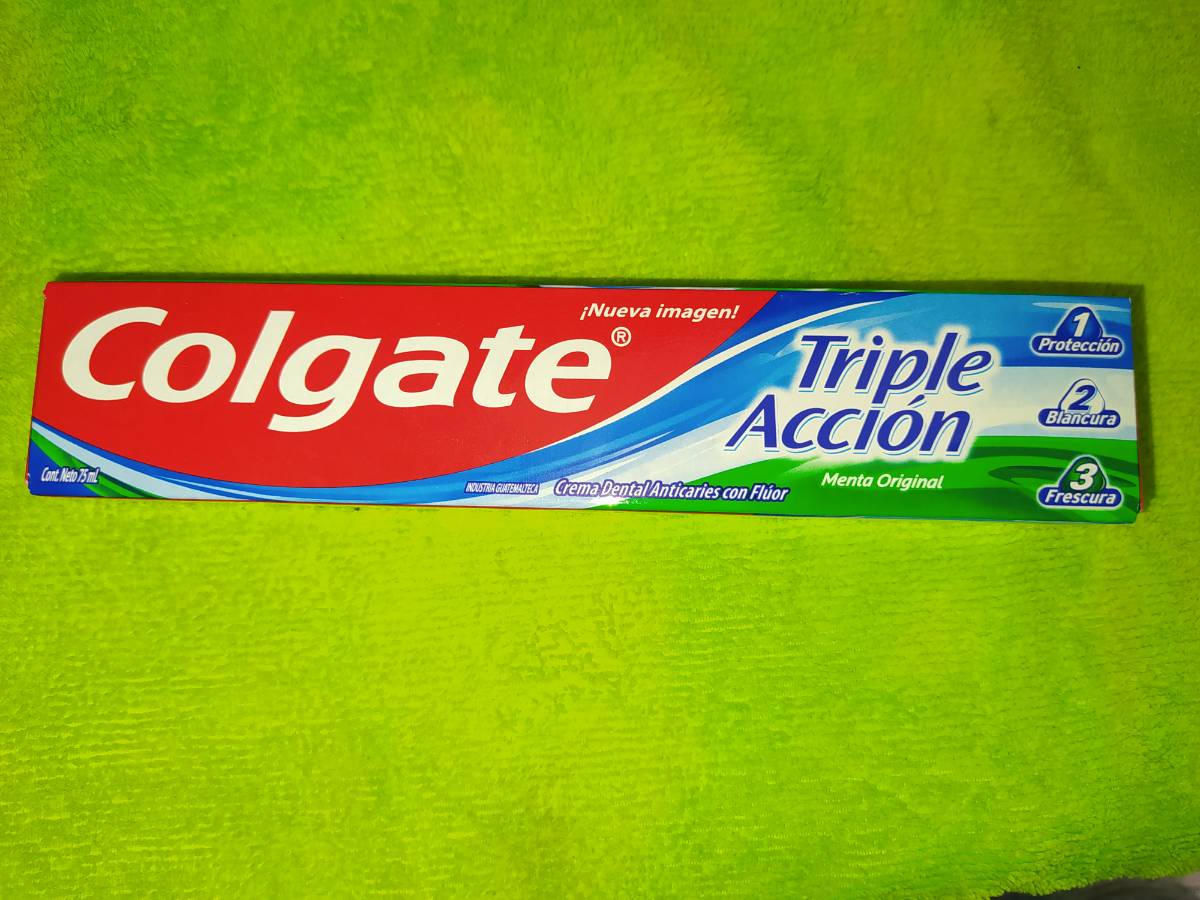 Colgate®
¡Nueva imagen!
Triple
Acción
Menta Original
1
Protección
2
Blancura
3
Frescura
Cont. Neto 75 mL
INDUSTRIA GUATEMALTECA
Crema Dental Anticaries con Flúor